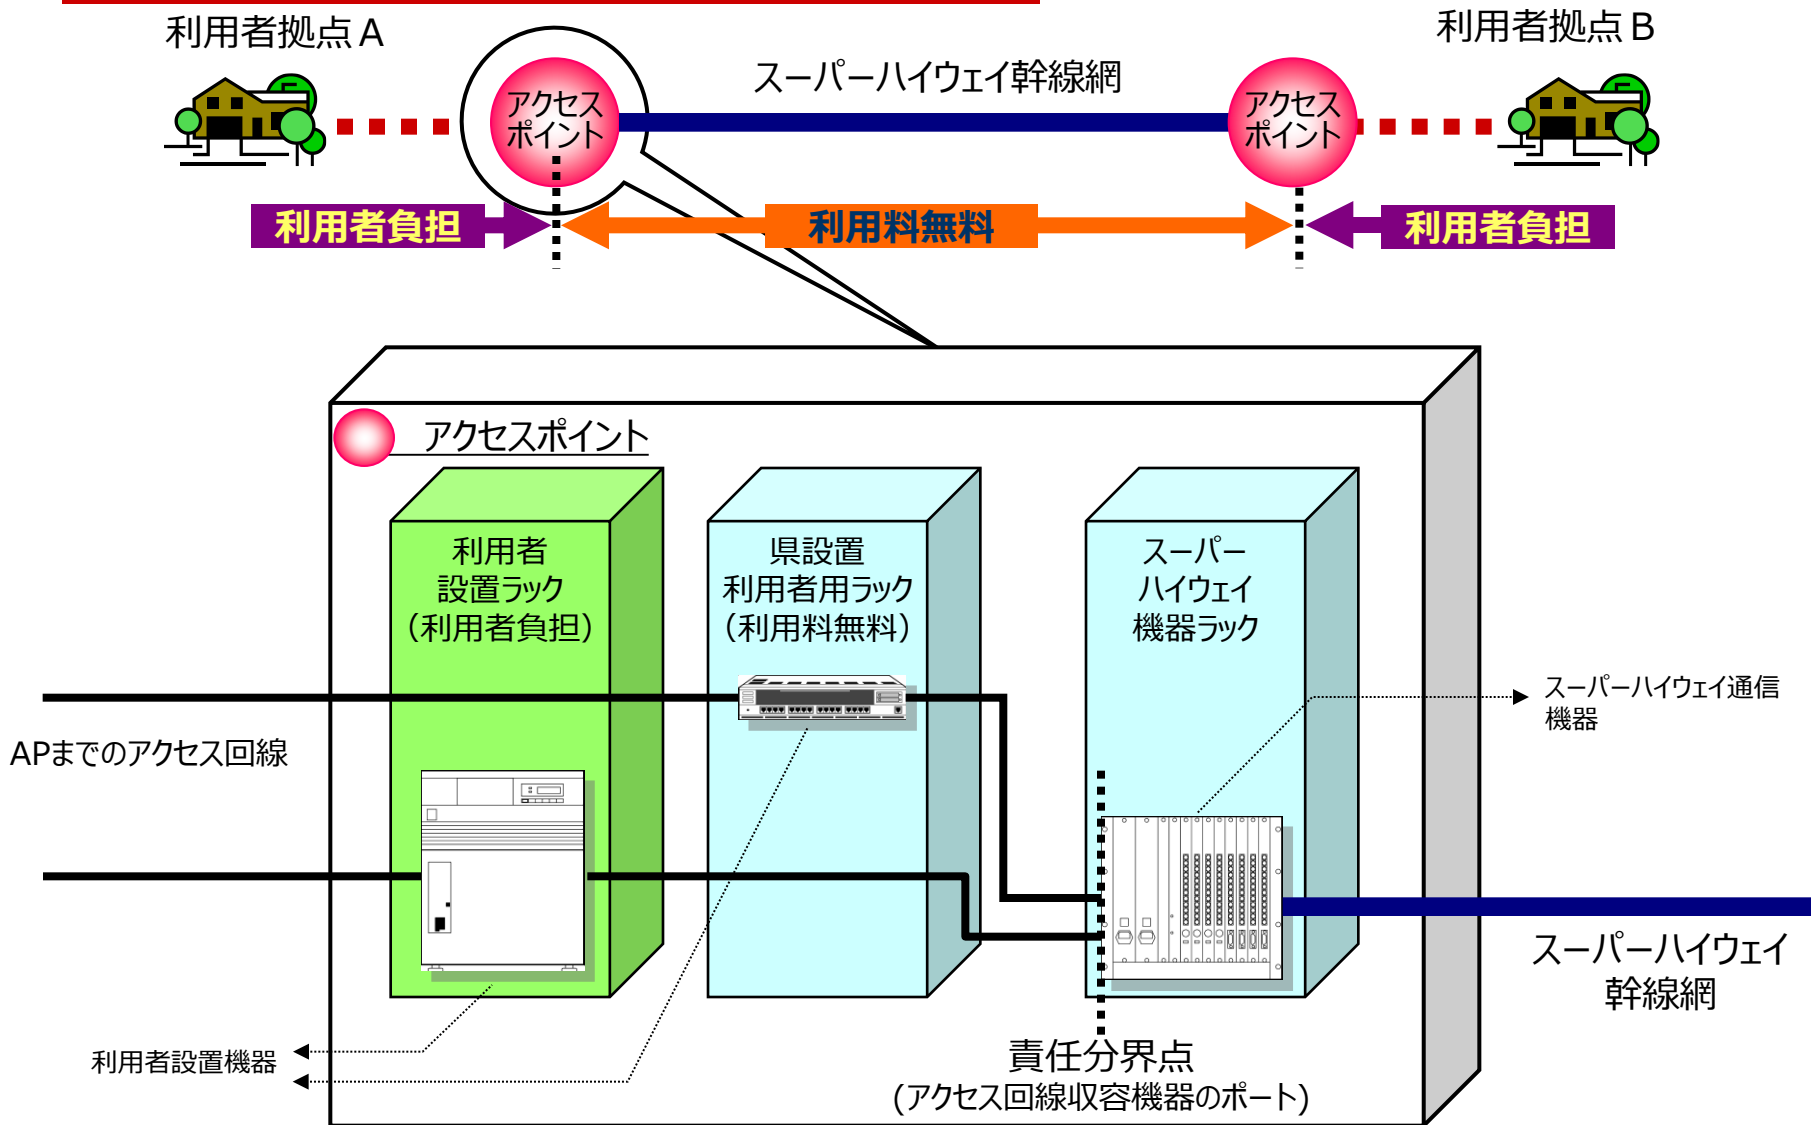 利用者拠点A
利用者拠点B
スーパーハイウェイ幹線網
アクセス
ポイント
アクセス
ポイント
利用者負担
利用料無料
利用者負担
アクセスポイント
利用者
設置ラック
（利用者負担）
県設置
利用者用ラック
（利用料無料）
スーパー
ハイウェイ
機器ラック
スーパーハイウェイ通信
機器
APまでのアクセス回線
スーパーハイウェイ
幹線網
利用者設置機器
責任分界点
(アクセス回線収容機器のポート)